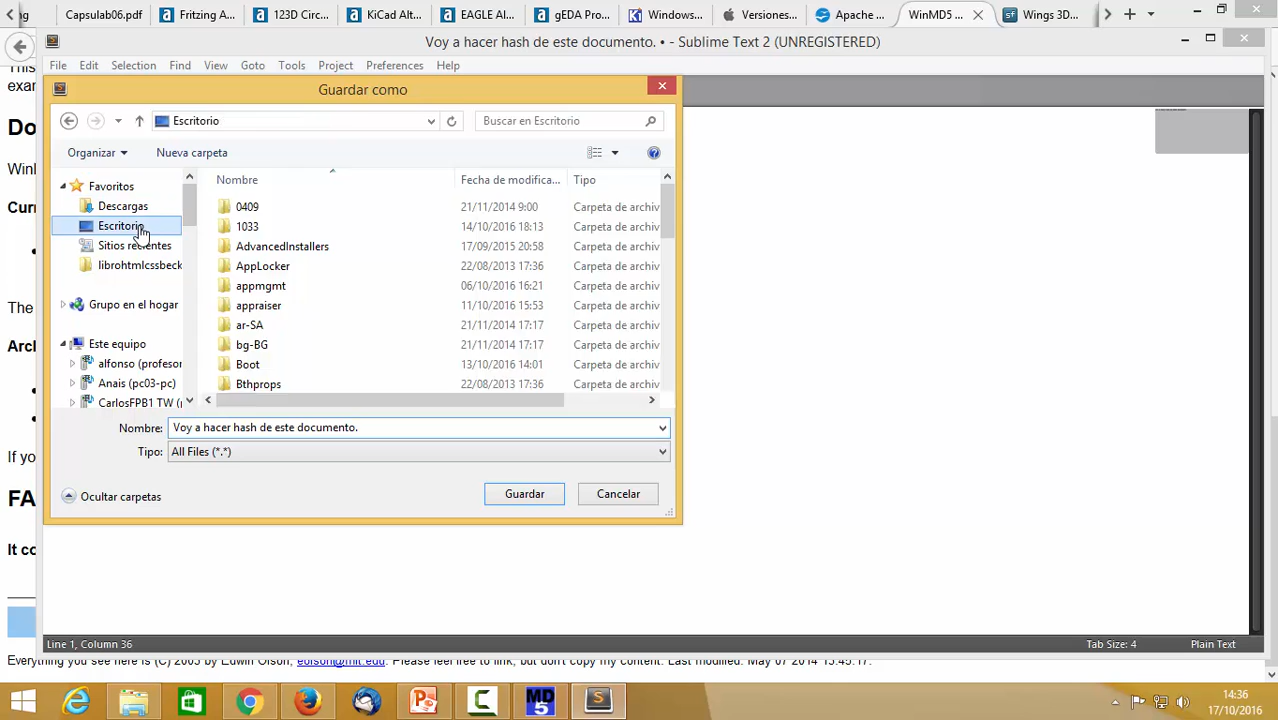 ng
Capsulab06.pdf
Fritzing A...
123D Circ...
KiCad Alt...
EAGLE Al...
gEDA Pro...
Windows...
Versiones...
Apache ...
WinMD5 ...
Wings 3D...
Voy a hacer hash de este documento. • - Sublime Text 2 (UNREGISTERED)
File Edit Selection Find View Goto Tools Project Preferences Help
Guardar como
Escritorio
Buscar en Escritorio
Organizar
Nueva carpeta
Favoritos
Descargas
Escritorio
Sitios recientes
librohtmlcssbeck
Grupo en el hogar
Este equipo
alfonso (profesor
Anais (pc03-pc)
CarlosFPB1 TW (
Nombre Fecha de modifica... Tipo
0409 21/11/2014 9:00 Carpeta de archiv
1033 14/10/2016 18:13 Carpeta de archiv
AdvancedInstallers 17/09/2015 20:58 Carpeta de archiv
AppLocker 22/08/2013 17:36 Carpeta de archiv
appmgmt 06/10/2016 16:21 Carpeta de archiv
appraiser 11/10/2016 15:53 Carpeta de archiv
ar-SA 21/11/2014 17:17 Carpeta de archiv
bg-BG 21/11/2014 17:17 Carpeta de archiv
Boot 13/10/2016 14:01 Carpeta de archiv
Bthprops 22/08/2013 17:36 Carpeta de archiv
Nombre: Voy a hacer hash de este documento.
Tipo: All Files (*.*)
Ocultar carpetas
Guardar
Cancelar
This
exam
Do
Curr
The
Arch
If yo
FA
It co
Line 1, Column 36
Tab Size: 4
Plain Text
Everything you see here is (C) 2003 by Edwin Olson, eolson@mit.edu. Please feel free to link, but don't copy my content. Last modified: May 07 2014 13:45:17.
MD
5
14:36
17/10/2016